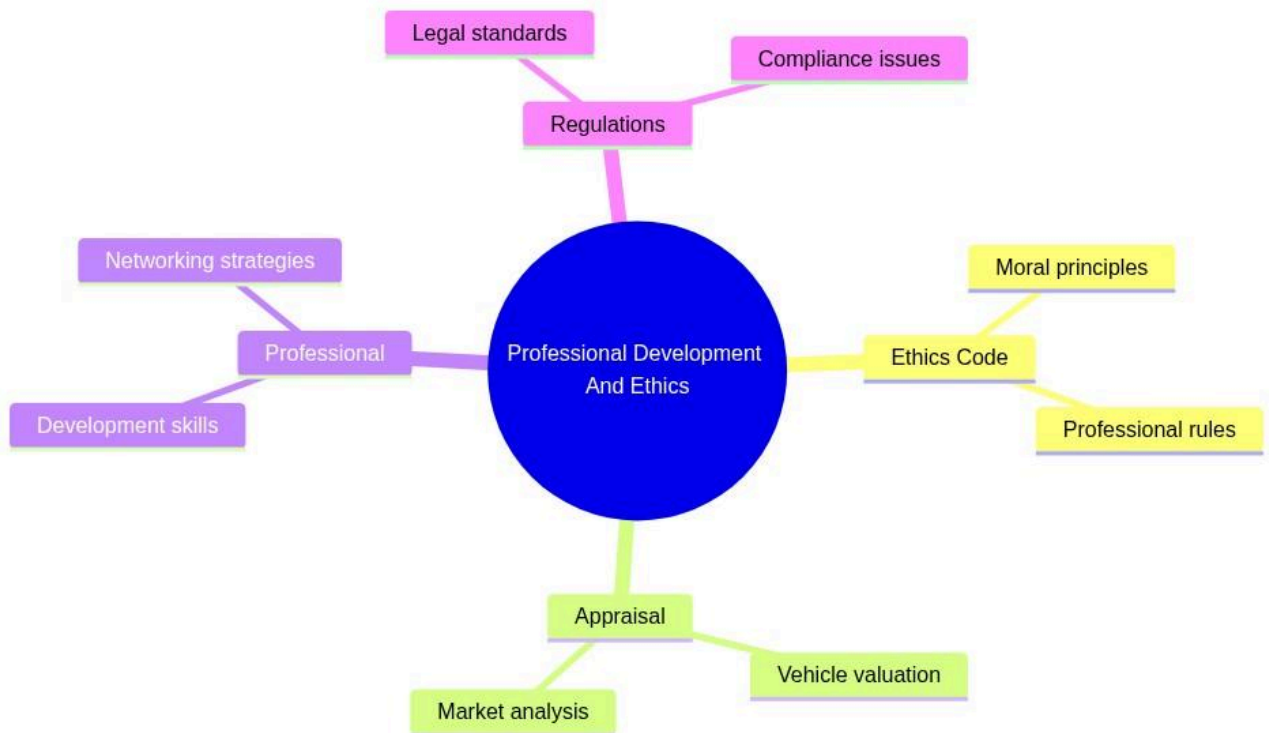 Legal standards
Compliance issues
Regulations
Networking strategies
Moral principles
Professional
Professional Development
And Ethics
Ethics Code
Development skills
Professional rules
Appraisal
Vehicle valuation
Market analysis